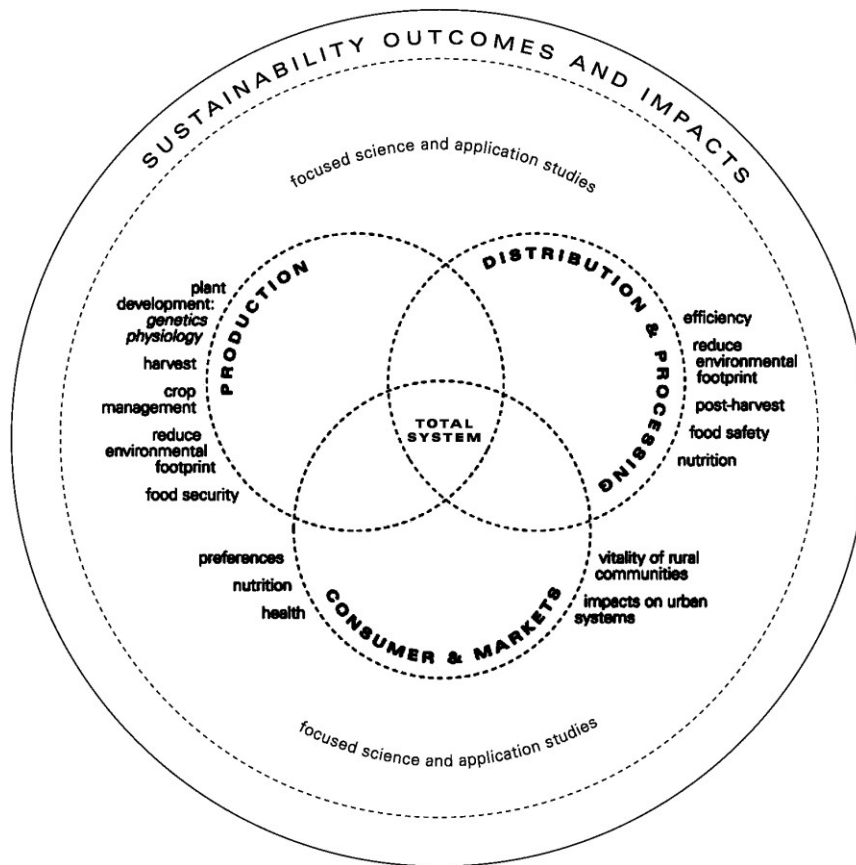 SUSTAINABILITY OUTCOMES AND IMPACTS
focused science and application studies
PRODUCTION
plant
development:
genetics
physiology
harvest
crop
management
reduce
environmental
footprint
food security
DISTRIBUTION & PROCESSING
efficiency
reduce
environmental
footprint
post-harvest
food safety
nutrition
TOTAL
SYSTEM
preferences
nutrition
health
CONSUMER & MARKETS
vitality of rural
communities
impacts on urban
systems
focused science and application studies